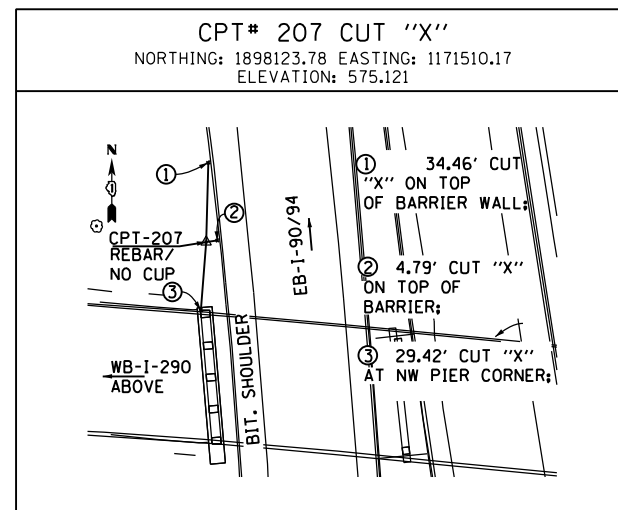 CPT# 207 CUT "X"
NORTHING: 1898123.78 EASTING: 1171510.17
ELEVATION: 575.121
N
1
2
CPT-207
REBAR/
NO CUP
3
WB-I-290
ABOVE
BIT. SHOULDER
EB-I-90/94
1 34.46' CUT
"X" ON TOP
OF BARRIER WALL;
2 4.79' CUT "X"
ON TOP OF
BARRIER;
3 29.42' CUT "X"
AT NW PIER CORNER;